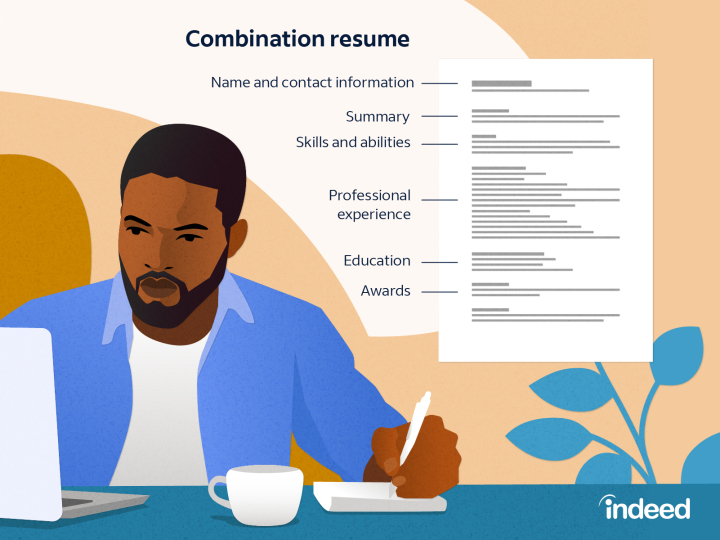 Combination resume
Name and contact information
Summary
Skills and abilities
Professional
experience
Education
Awards
indeed